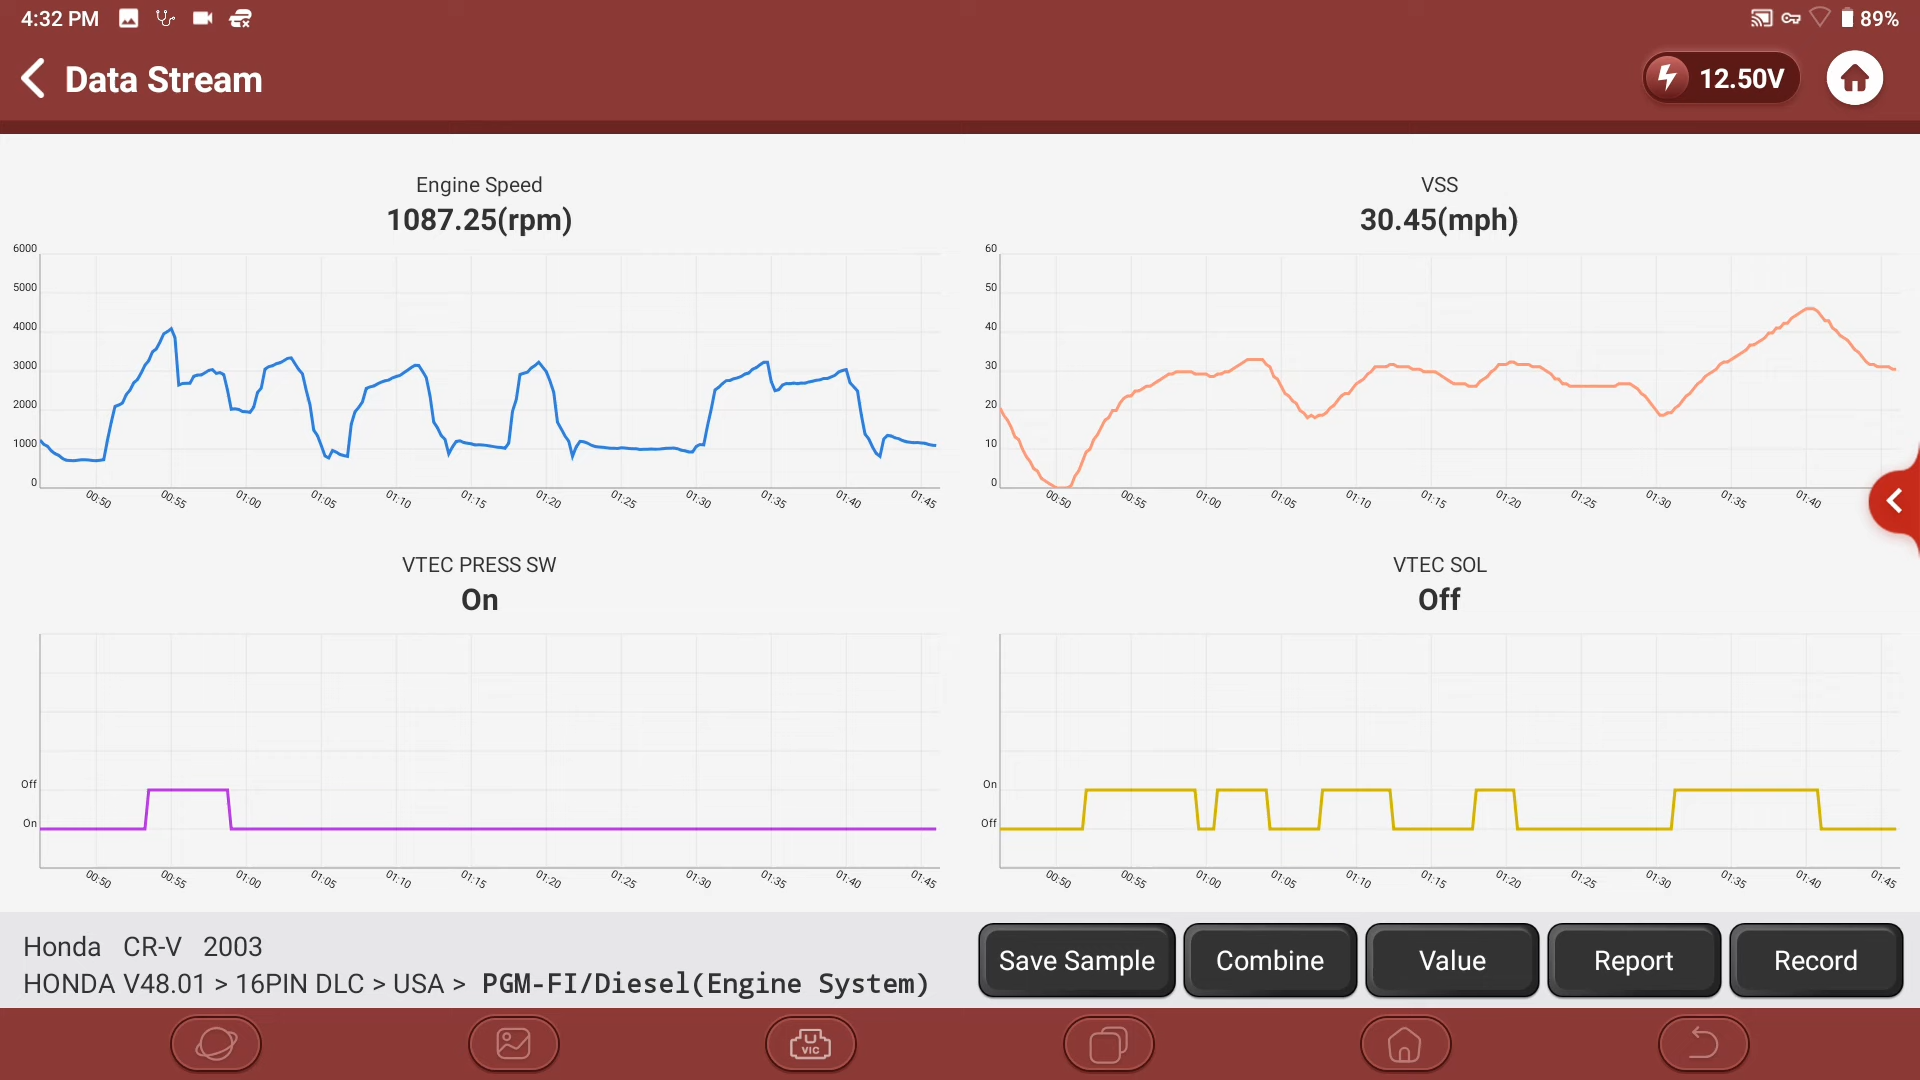 4:32 PM 89%
Data Stream 12.50V
Engine Speed
1087.25(rpm)
6000
5000
4000
3000
2000
1000
0
00:50 00:55 01:00 01:05 01:10 01:15 01:20 01:25 01:30 01:35 01:40 01:45
VSS
30.45(mph)
60
50
40
30
20
10
0
00:50 00:55 01:00 01:05 01:10 01:15 01:20 01:25 01:30 01:35 01:40
VTEC PRESS SW
On
Off
On
00:50 00:55 01:00 01:05 01:10 01:15 01:20 01:25 01:30 01:35 01:40 01:45
VTEC SOL
Off
On
Off
00:50 00:55 01:00 01:05 01:10 01:15 01:20 01:25 01:30 01:35 01:40 01:45
Honda CR-V 2003
HONDA V48.01 > 16PIN DLC > USA > PGM-FI/Diesel(Engine System)
Save Sample Combine Value Report Record
VIC